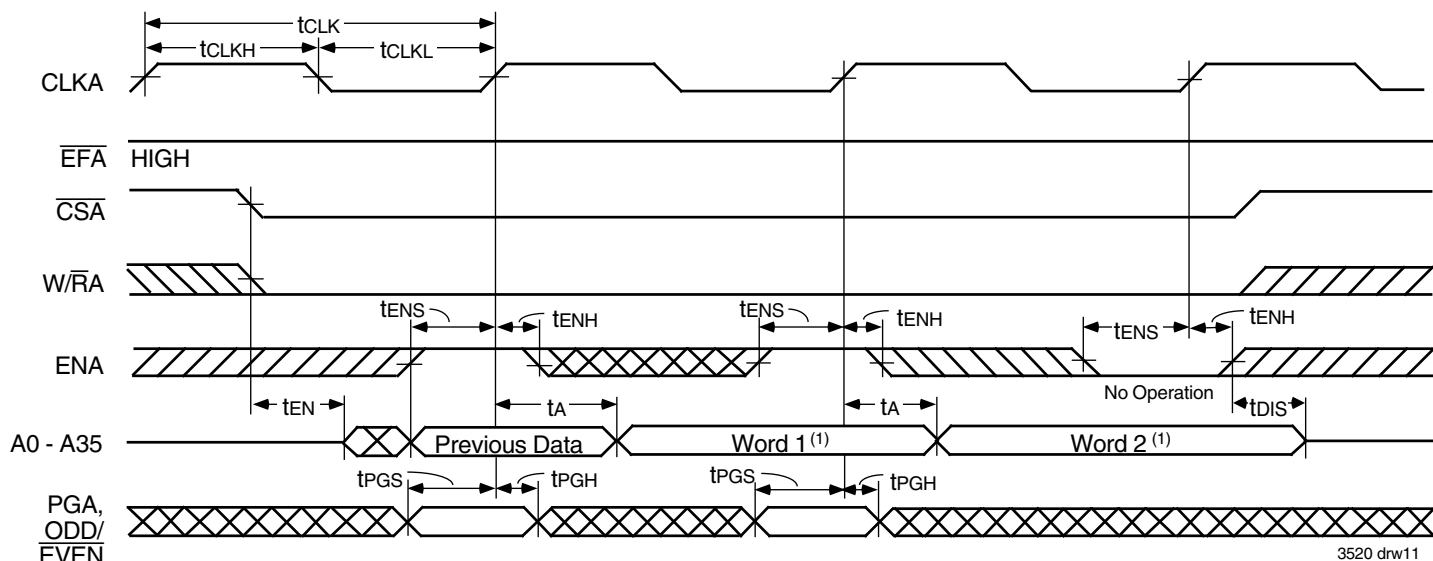 tCLK
tCLKH
tCLKL
CLKA
EFA
HIGH
CSA
W/RA
tENS
tENH
tENS
tENH
tENS
tENH
ENA
No Operation
tEN
tA
tA
tDIS
A0 - A35
Previous Data
Word 1 (1)
Word 2 (1)
tPGS
tPGH
tPGS
tPGH
PGA,
ODD/
EVEN
3520 drw11